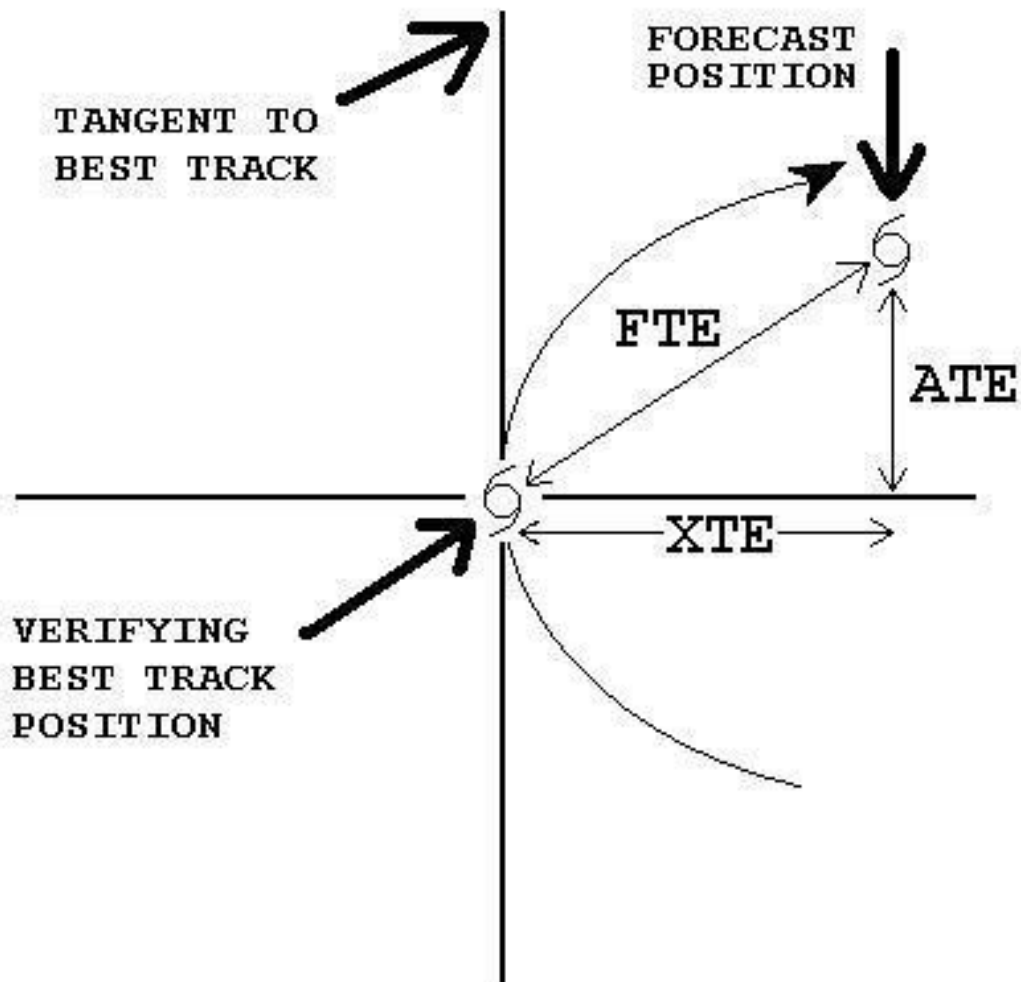 FORECAST
POSITION
TANGENT TO
BEST TRACK
FTE
ATE
XTE
VERIFYING
BEST TRACK
POSITION